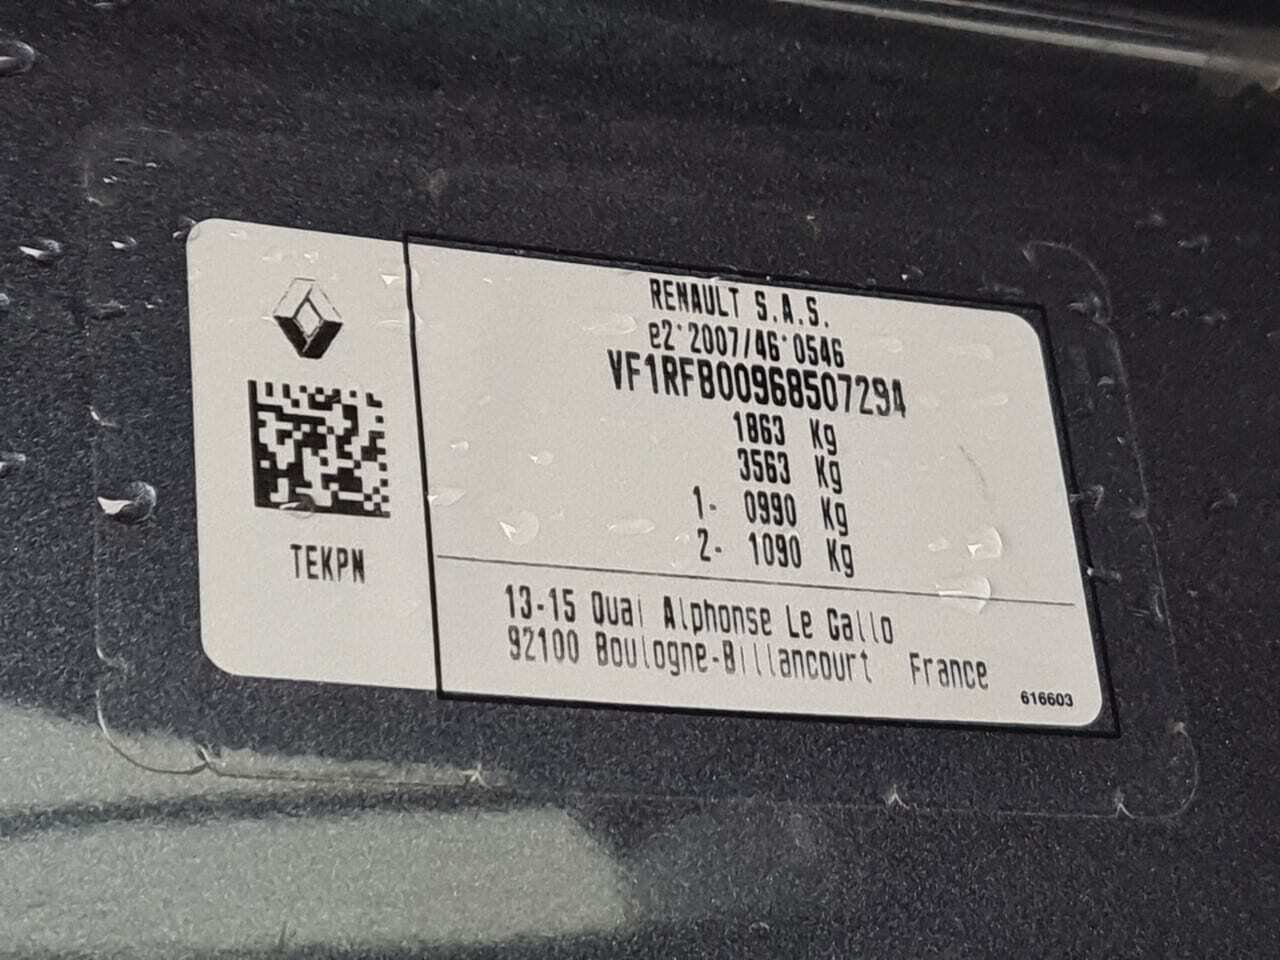 RENAULT S.A.S.
e2*2007/46*0546
VF1RFB00968507294
1863 Kg
3563 Kg
1- 0990 Kg
2- 1090 Kg
TEKPN
13-15 Quai Alphonse Le Gallo
92100 Boulogne-Billancourt France
616603